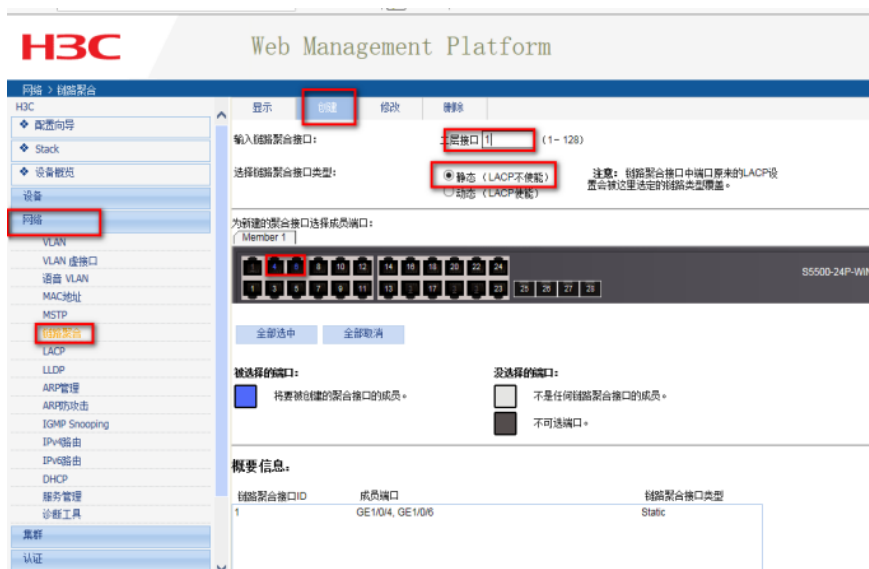 H3C
Web Management Platform
网络 > 链路聚合
H3C
配置向导
Stack
设备概览
设备
网络
VLAN
VLAN 虚接口
语音 VLAN
MAC地址
MSTP
链路聚合
LACP
LLDP
ARP管理
ARP防攻击
IGMP Snooping
IPv4路由
IPv6路由
DHCP
服务管理
诊断工具
集群
认证
显示 创建 修改 删除
输入链路聚合接口： 二层接口 1 (1- 128)
选择链路聚合接口类型： 静态 （LACP不使能） 注意： 链路聚合接口中端口原来的LACP设
动态 （LACP使能） 置会被这里选定的链路类型覆盖。
为新建的聚合接口选择成员端口：
Member 1
4 6 8 10 12 14 16 18 20 22 24
S5500-24P-WiN
1 3 5 7 9 11 13 17 23 25 26 27 28
全部选中 全部取消
被选择的端口： 没选择的端口：
将要被创建的聚合接口的成员。 不是任何链路聚合接口的成员。
不可选端口。
概要信息：
链路聚合接口ID 成员端口 链路聚合接口类型
1 GE1/0/4, GE1/0/6 Static